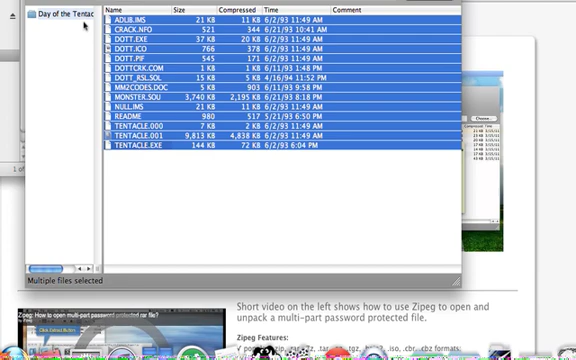 Name Size Compressed Time Comment
Day of the Tentac
ADLIB.IMS 21 KB 11 KB 6/2/93 11:49 AM
CRACK.NFO 521 344 6/21/93 10:41 AM
DOTT.EXE 37 KB 20 KB 6/2/93 11:49 AM
DOTT.ICO 766 378 6/2/93 11:49 AM
DOTT.PIF 545 171 6/2/93 11:49 AM
DOTTCRK.COM 1 KB 1 KB 6/11/93 1:48 PM
DOTT_RSL.SOL 15 KB 5 KB 4/16/94 11:52 PM
MM2CODES.DOC 5 KB 903 6/11/93 9:58 PM
MONSTER.SOU 3,740 KB 2,195 KB 6/21/93 8:18 PM
NULL.IMS 21 KB 11 KB 6/2/93 11:49 AM
README 980 517 5/21/93 6:50 PM
TENTACLE.000 7 KB 2 KB 6/2/93 11:49 AM
TENTACLE.001 9,813 KB 4,838 KB 6/2/93 11:49 AM
TENTACLE.EXE 144 KB 72 KB 6/2/93 6:04 PM
Multiple files selected
Choose...
1 of
Zipeg: How to open multi-part password protected rar file?
Click Extract Button
Short video on the left shows how to use Zipeg to open and
unpack a multi-part password protected file.
Zipeg Features: